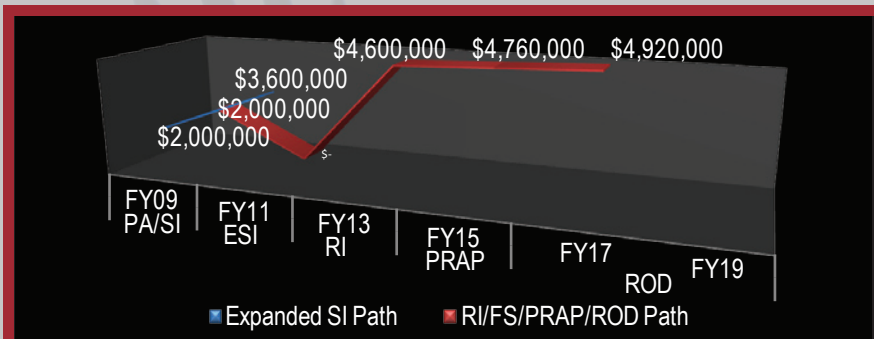 $4,600,000 $4,760,000 $4,920,000
$3,600,000
$2,000,000
$2,000,000
$-
FY09
PA/SI
FY11
ESI
FY13
RI
FY15
PRAP
FY17
FY19
ROD
Expanded SI Path RI/FS/PRAP/ROD Path